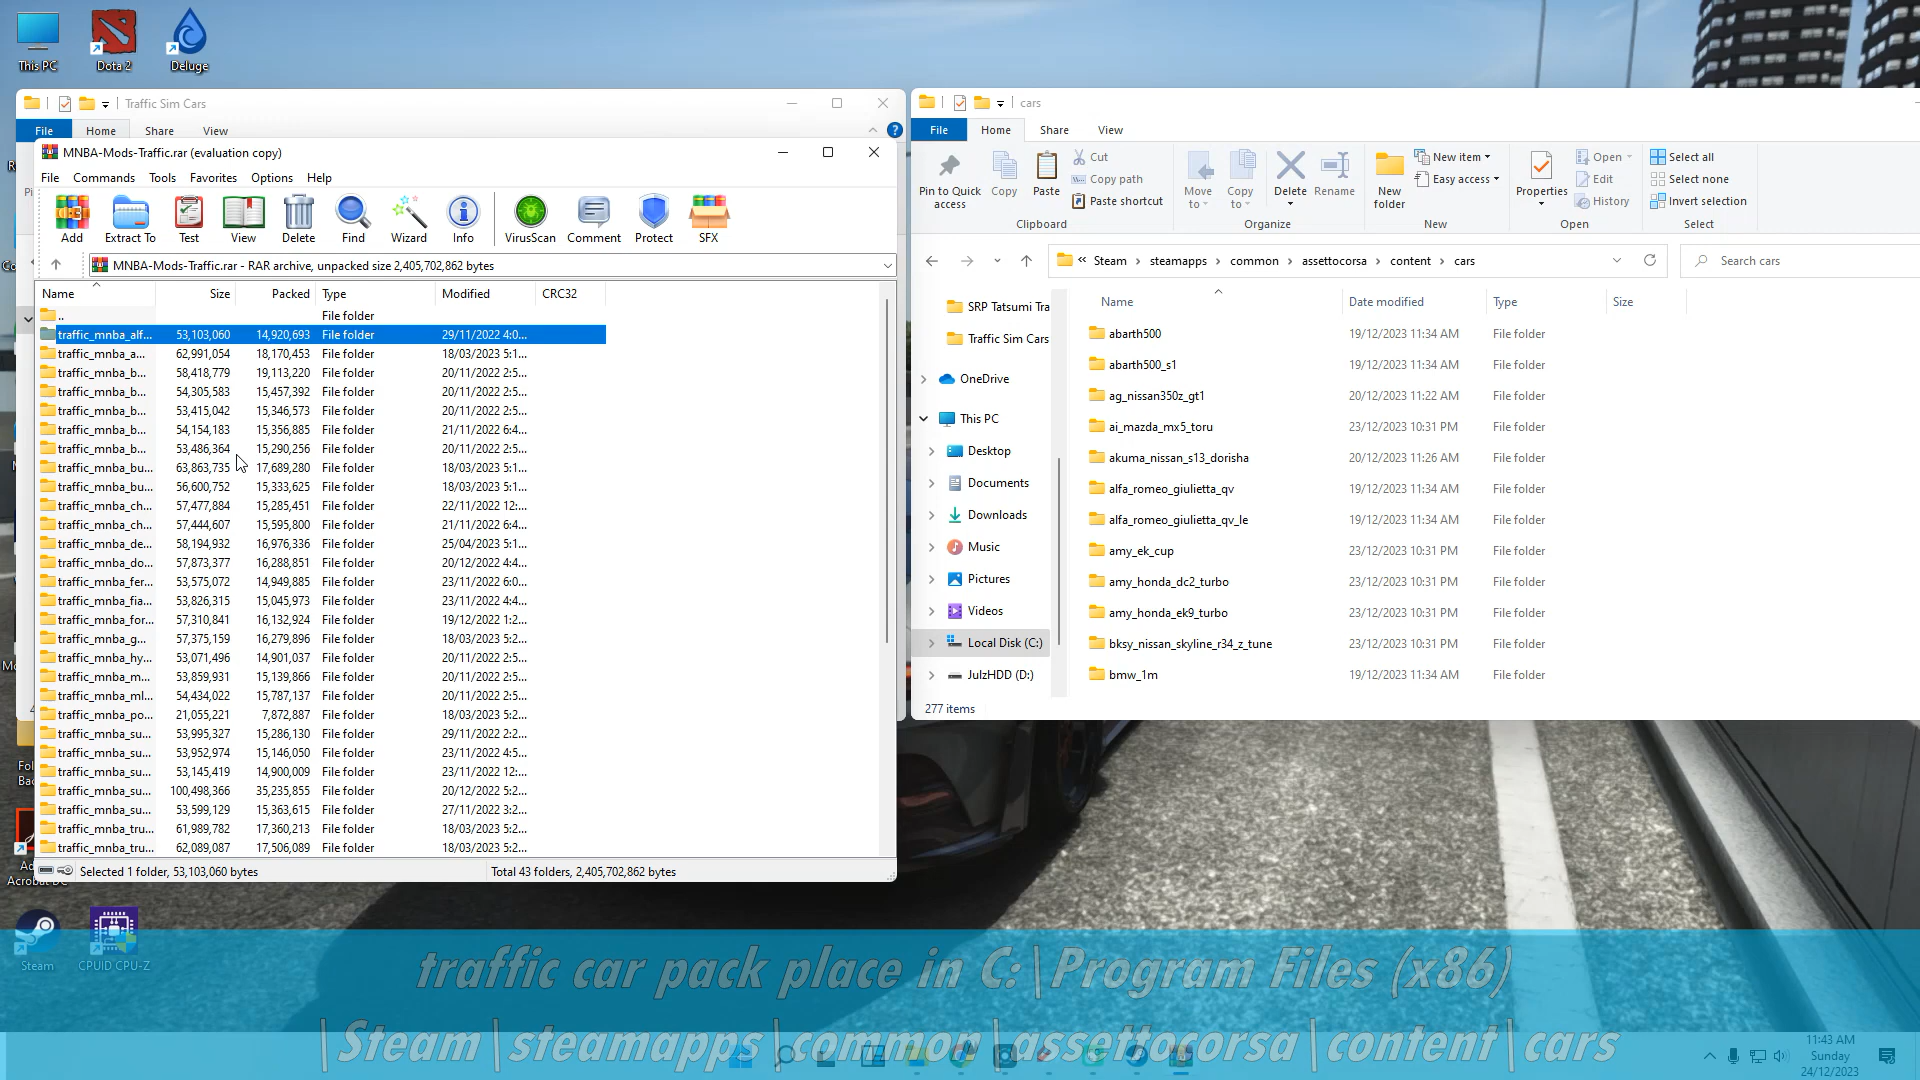 This PC
Dota 2
Deluge
Traffic Sim Cars
File Home Share View
MNBA-Mods-Traffic.rar (evaluation copy)
File Commands Tools Favorites Options Help
Add Extract To Test View Delete Find Wizard Info VirusScan Comment Protect SFX
MNBA-Mods-Traffic.rar - RAR archive, unpacked size 2,405,702,862 bytes
Name Size Packed Type Modified CRC32
.. File folder
traffic_mnba_alf... 53,103,060 14,920,693 File folder 29/11/2022 4:0...
traffic_mnba_a... 62,991,054 18,170,453 File folder 18/03/2023 5:1...
traffic_mnba_b... 58,418,779 19,113,220 File folder 20/11/2022 2:5...
traffic_mnba_b... 54,305,583 15,457,392 File folder 20/11/2022 2:5...
traffic_mnba_b... 53,415,042 15,346,573 File folder 20/11/2022 2:5...
traffic_mnba_b... 54,154,183 15,356,885 File folder 21/11/2022 6:4...
traffic_mnba_b... 53,486,364 15,290,256 File folder 20/11/2022 2:5...
traffic_mnba_bu... 63,863,735 17,689,280 File folder 18/03/2023 5:1...
traffic_mnba_bu... 56,600,752 15,333,625 File folder 18/03/2023 5:1...
traffic_mnba_ch... 57,477,884 15,285,451 File folder 22/11/2022 12:...
traffic_mnba_ch... 57,444,607 15,595,800 File folder 21/11/2022 6:4...
traffic_mnba_de... 58,194,932 16,976,336 File folder 25/04/2023 5:1...
traffic_mnba_do... 57,873,377 16,288,851 File folder 20/12/2022 4:4...
traffic_mnba_fer... 53,575,072 14,949,885 File folder 23/11/2022 6:0...
traffic_mnba_fia... 53,826,315 15,045,973 File folder 23/11/2022 4:4...
traffic_mnba_for... 57,310,841 16,132,924 File folder 19/12/2022 1:2...
traffic_mnba_g... 57,375,159 16,279,896 File folder 18/03/2023 5:2...
traffic_mnba_hy... 53,071,496 14,901,037 File folder 20/11/2022 2:5...
traffic_mnba_m... 53,859,931 15,139,866 File folder 20/11/2022 2:5...
traffic_mnba_ml... 54,434,022 15,787,137 File folder 20/11/2022 2:5...
traffic_mnba_po... 21,055,221 7,872,887 File folder 18/03/2023 5:2...
traffic_mnba_su... 53,995,327 15,286,130 File folder 29/11/2022 2:2...
traffic_mnba_su... 53,952,974 15,146,050 File folder 23/11/2022 4:5...
traffic_mnba_su... 53,145,419 14,900,009 File folder 23/11/2022 12:...
traffic_mnba_su... 100,498,366 35,235,855 File folder 20/12/2022 5:2...
traffic_mnba_su... 53,599,129 15,363,615 File folder 27/11/2022 3:2...
traffic_mnba_tru... 61,989,782 17,360,213 File folder 18/03/2023 5:2...
traffic_mnba_tru... 62,089,087 17,506,089 File folder 18/03/2023 5:2...
Selected 1 folder, 53,103,060 bytes Total 43 folders, 2,405,702,862 bytes
cars
File Home Share View
Pin to Quick access
Copy
Paste
Cut
Copy path
Paste shortcut
Clipboard
Move to
Copy to
Delete
Rename
Organize
New folder
New item
Easy access
New
Properties
Open
Edit
History
Open
Select all
Select none
Invert selection
Select
« Steam › steamapps › common › assettocorsa › content › cars
Search cars
SRP Tatsumi Tra
Traffic Sim Cars
OneDrive
This PC
Desktop
Documents
Downloads
Music
Pictures
Videos
Local Disk (C:)
JulzHDD (D:)
Name Date modified Type Size
abarth500 19/12/2023 11:34 AM File folder
abarth500_s1 19/12/2023 11:34 AM File folder
ag_nissan350z_gt1 20/12/2023 11:22 AM File folder
ai_mazda_mx5_toru 23/12/2023 10:31 PM File folder
akuma_nissan_s13_dorisha 20/12/2023 11:26 AM File folder
alfa_romeo_giulietta_qv 19/12/2023 11:34 AM File folder
alfa_romeo_giulietta_qv_le 19/12/2023 11:34 AM File folder
amy_ek_cup 23/12/2023 10:31 PM File folder
amy_honda_dc2_turbo 23/12/2023 10:31 PM File folder
amy_honda_ek9_turbo 23/12/2023 10:31 PM File folder
bksy_nissan_skyline_r34_z_tune 23/12/2023 10:31 PM File folder
bmw_1m 19/12/2023 11:34 AM File folder
277 items
Steam
CPUID CPU-Z
traffic car pack place in C:|Program Files (x86)
|Steam|steamapps|common|assettocorsa|content|cars
11:43 AM
Sunday
24/12/2023